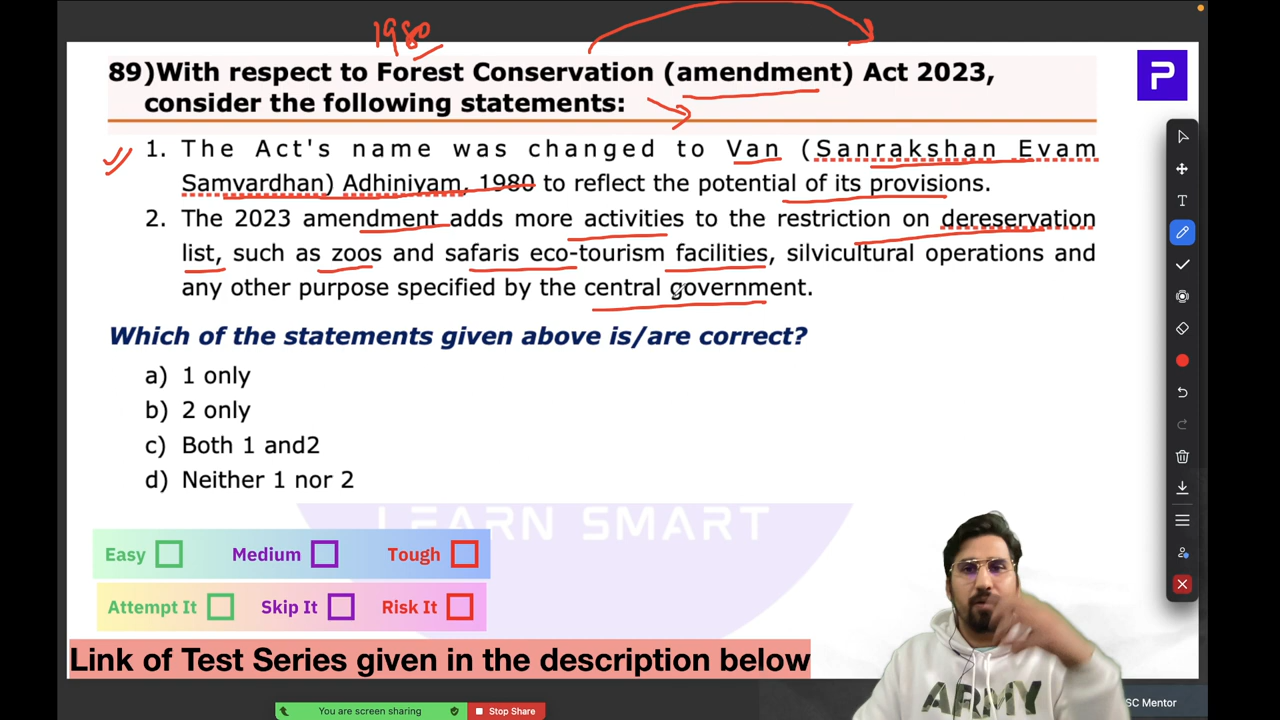 1980
89)With respect to Forest Conservation (amendment) Act 2023,
consider the following statements:
1. The Act's name was changed to Van (Sanrakshan Evam
Samvardhan) Adhiniyam, 1980 to reflect the potential of its provisions.
2. The 2023 amendment adds more activities to the restriction on dereservation
list, such as zoos and safaris eco-tourism facilities, silvicultural operations and
any other purpose specified by the central government.
Which of the statements given above is/are correct?
a) 1 only
b) 2 only
c) Both 1 and2
d) Neither 1 nor 2
LEARN SMART
Easy Medium Tough
Attempt It Skip It Risk It
Link of Test Series given in the description below
ARMY
SC Mentor
You are screen sharing Stop Share